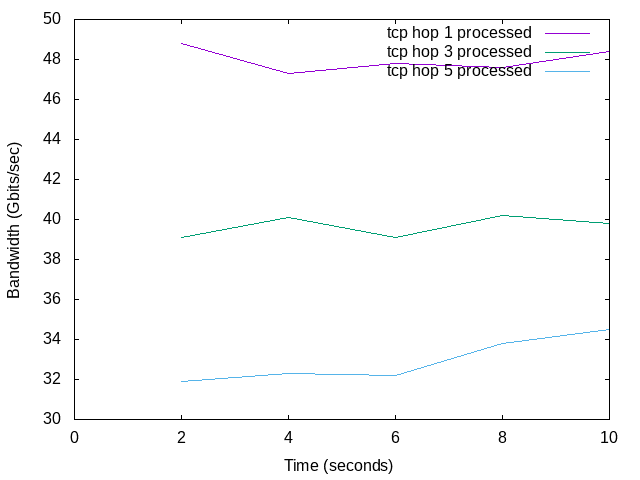 50
48
46
44
42
40
38
36
34
32
30
0 2 4 6 8 10
Bandwidth (Gbits/sec)
Time (seconds)
tcp hop 1 processed
tcp hop 3 processed
tcp hop 5 processed